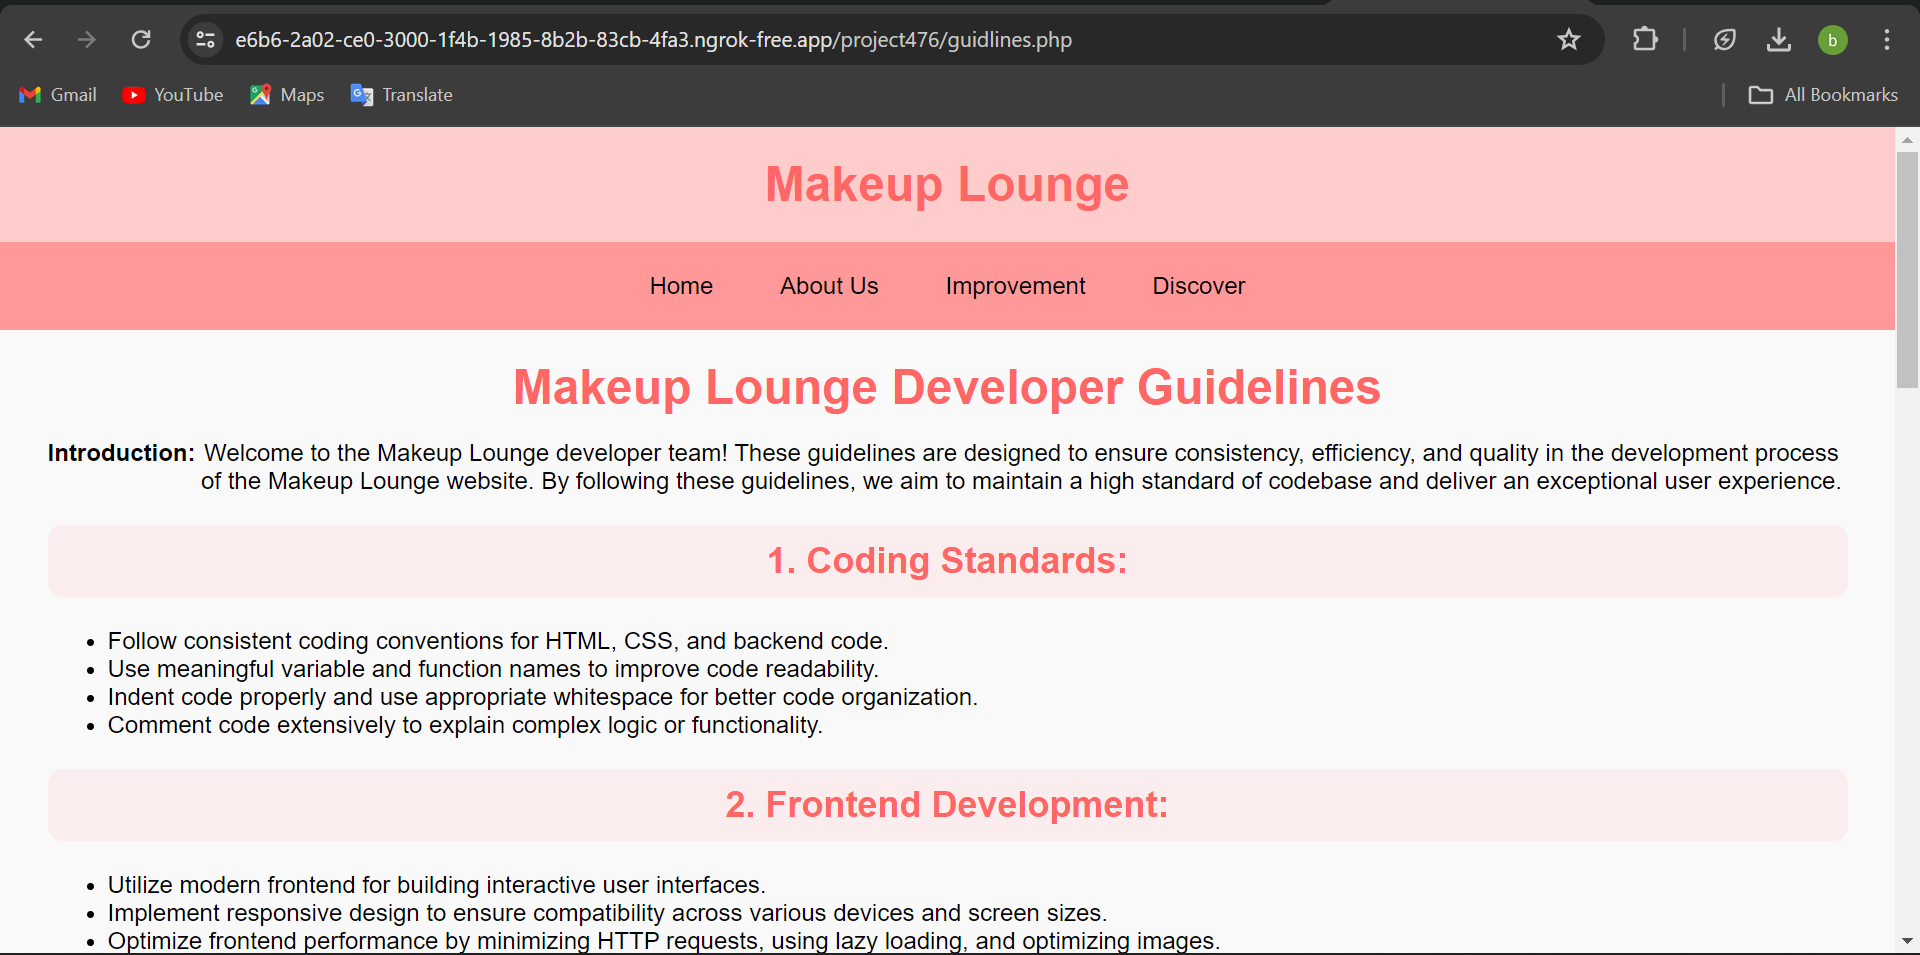 e6b6-2a02-ce0-3000-1f4b-1985-8b2b-83cb-4fa3.ngrok-free.app/project476/guidlines.php
b
Gmail YouTube Maps Translate All Bookmarks
Makeup Lounge
Home About Us Improvement Discover
Makeup Lounge Developer Guidelines
Introduction: Welcome to the Makeup Lounge developer team! These guidelines are designed to ensure consistency, efficiency, and quality in the development process
of the Makeup Lounge website. By following these guidelines, we aim to maintain a high standard of codebase and deliver an exceptional user experience.
1. Coding Standards:
• Follow consistent coding conventions for HTML, CSS, and backend code.
• Use meaningful variable and function names to improve code readability.
• Indent code properly and use appropriate whitespace for better code organization.
• Comment code extensively to explain complex logic or functionality.
2. Frontend Development:
• Utilize modern frontend for building interactive user interfaces.
• Implement responsive design to ensure compatibility across various devices and screen sizes.
• Optimize frontend performance by minimizing HTTP requests, using lazy loading, and optimizing images.